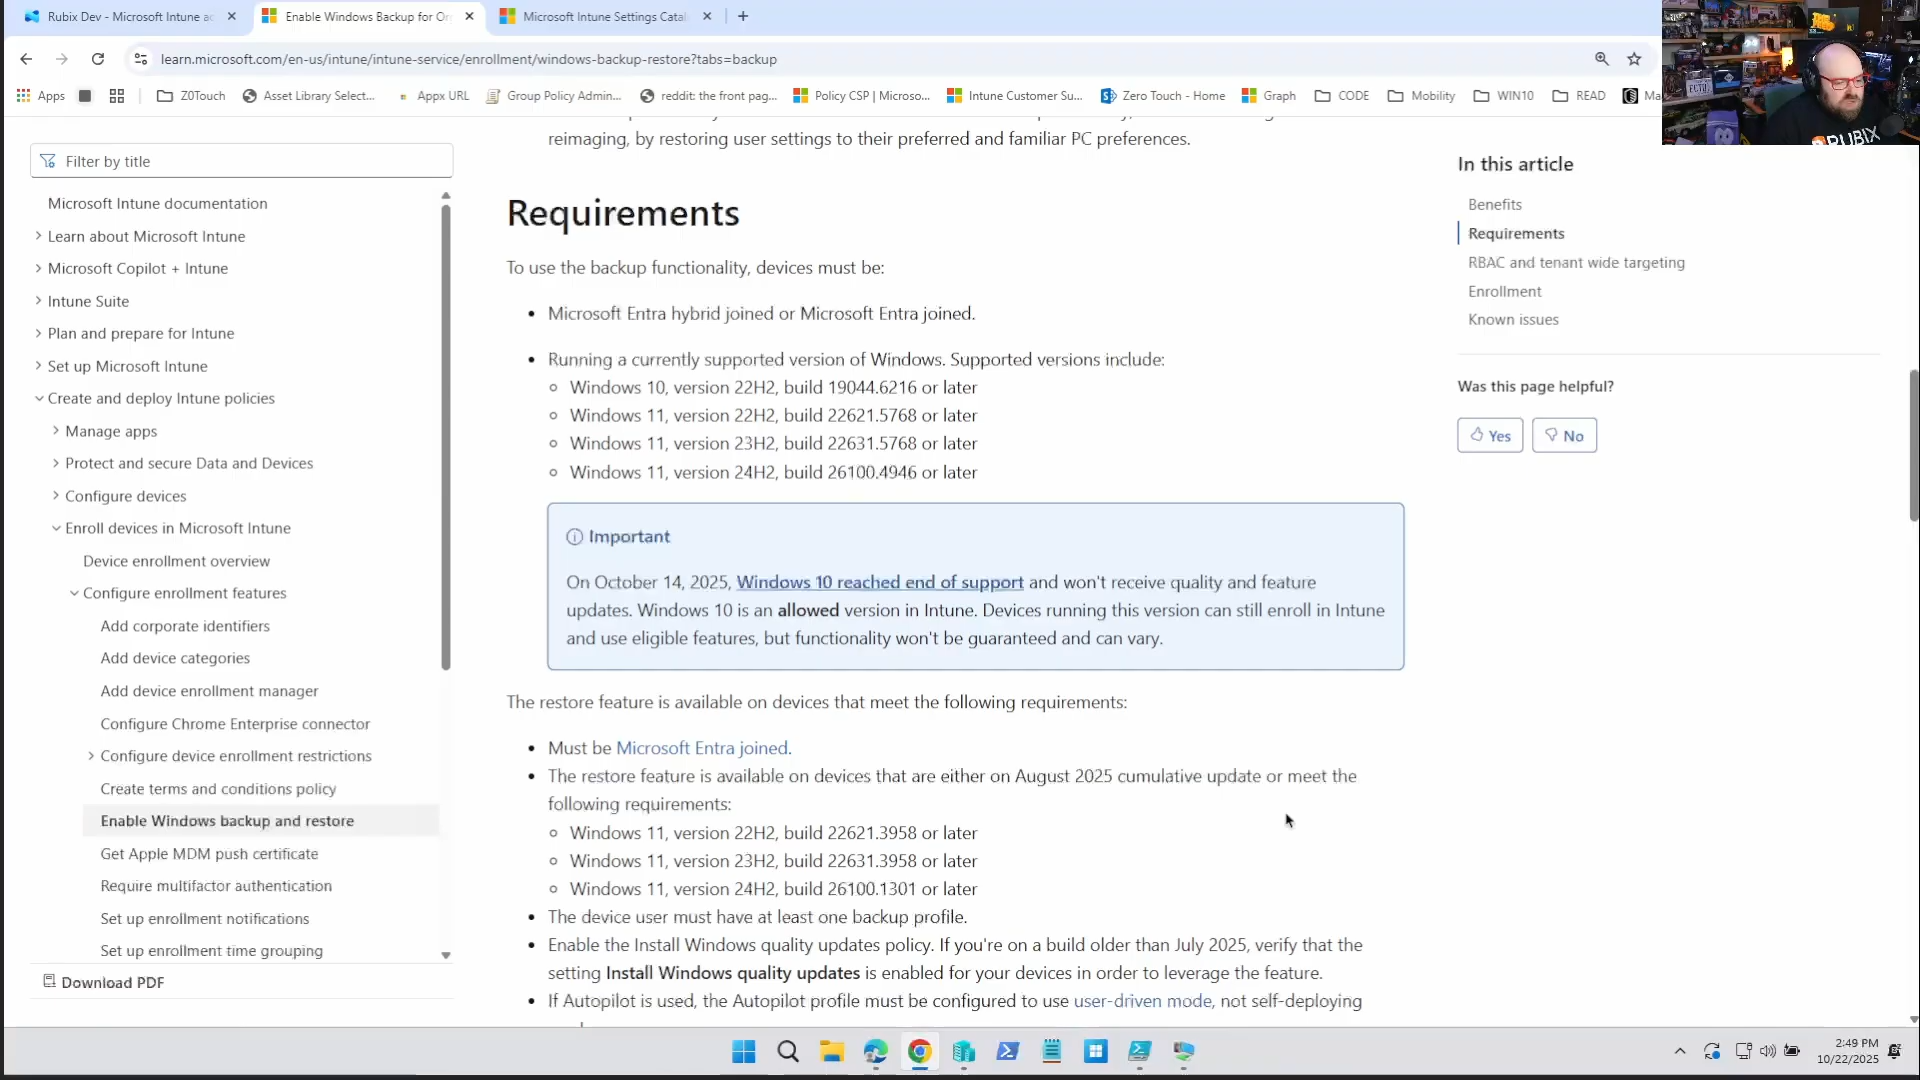 Rubix Dev - Microsoft Intune ac
Enable Windows Backup for Or
Microsoft Intune Settings Catal
learn.microsoft.com/en-us/intune/intune-service/enrollment/windows-backup-restore?tabs=backup
Apps
Z0Touch
Asset Library Select...
Appx URL
Group Policy Admin...
reddit: the front pag...
Policy CSP | Microso...
Intune Customer Su...
Zero Touch - Home
Graph
CODE
Mobility
WIN10
READ
Ma
RUBIX
Filter by title
Microsoft Intune documentation
Learn about Microsoft Intune
Microsoft Copilot + Intune
Intune Suite
Plan and prepare for Intune
Set up Microsoft Intune
Create and deploy Intune policies
Manage apps
Protect and secure Data and Devices
Configure devices
Enroll devices in Microsoft Intune
Device enrollment overview
Configure enrollment features
Add corporate identifiers
Add device categories
Add device enrollment manager
Configure Chrome Enterprise connector
Configure device enrollment restrictions
Create terms and conditions policy
Enable Windows backup and restore
Get Apple MDM push certificate
Require multifactor authentication
Set up enrollment notifications
Set up enrollment time grouping
Download PDF
reimaging, by restoring user settings to their preferred and familiar PC preferences.
Requirements
To use the backup functionality, devices must be:
Microsoft Entra hybrid joined or Microsoft Entra joined.
Running a currently supported version of Windows. Supported versions include:
Windows 10, version 22H2, build 19044.6216 or later
Windows 11, version 22H2, build 22621.5768 or later
Windows 11, version 23H2, build 22631.5768 or later
Windows 11, version 24H2, build 26100.4946 or later
Important
On October 14, 2025, Windows 10 reached end of support and won't receive quality and feature
updates. Windows 10 is an allowed version in Intune. Devices running this version can still enroll in Intune
and use eligible features, but functionality won't be guaranteed and can vary.
The restore feature is available on devices that meet the following requirements:
Must be Microsoft Entra joined.
The restore feature is available on devices that are either on August 2025 cumulative update or meet the
following requirements:
Windows 11, version 22H2, build 22621.3958 or later
Windows 11, version 23H2, build 22631.3958 or later
Windows 11, version 24H2, build 26100.1301 or later
The device user must have at least one backup profile.
Enable the Install Windows quality updates policy. If you're on a build older than July 2025, verify that the
setting Install Windows quality updates is enabled for your devices in order to leverage the feature.
If Autopilot is used, the Autopilot profile must be configured to use user-driven mode, not self-deploying
In this article
Benefits
Requirements
RBAC and tenant wide targeting
Enrollment
Known issues
Was this page helpful?
Yes
No
2:49 PM
10/22/2025